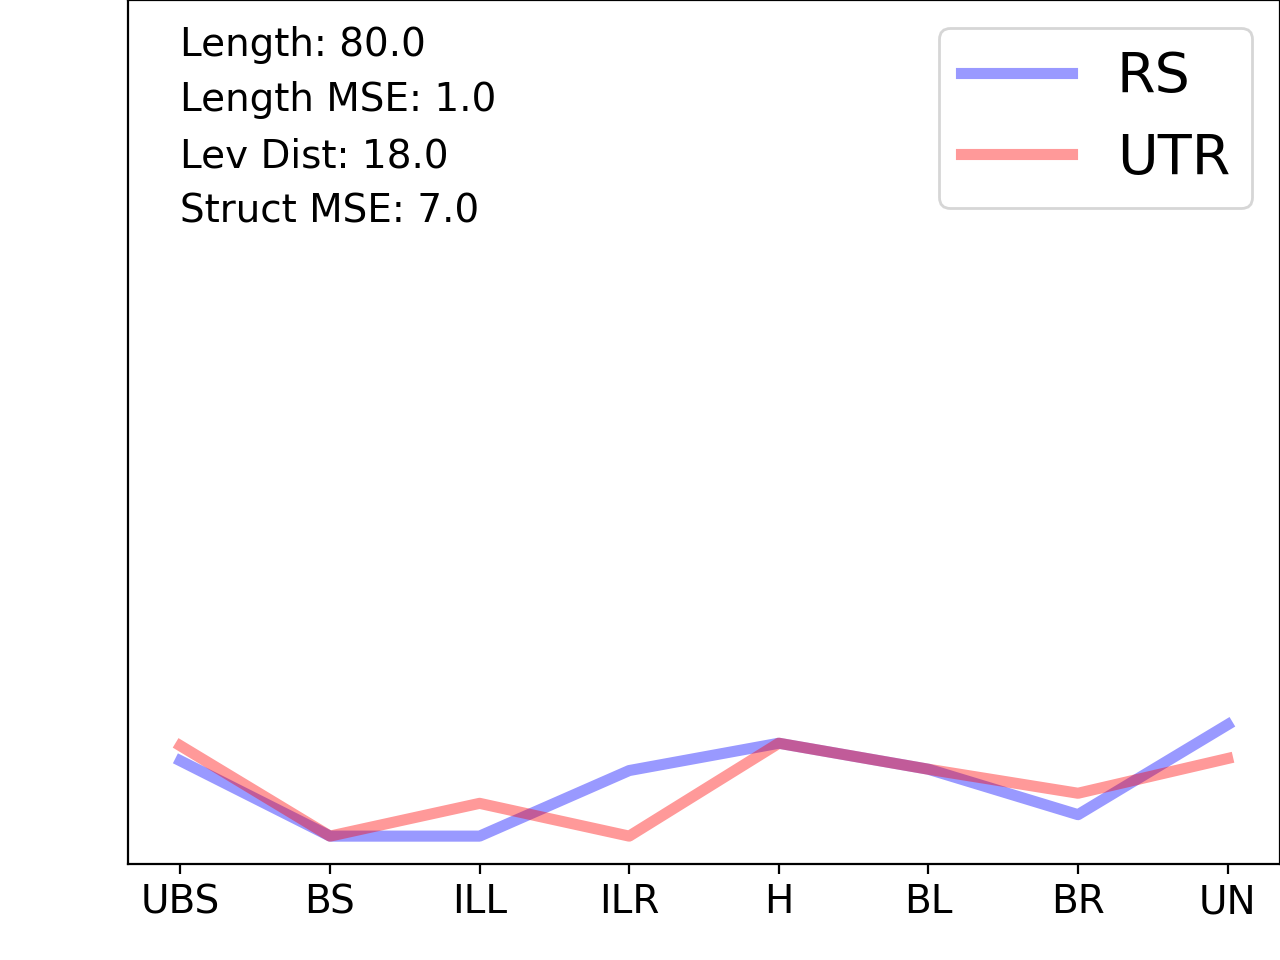 Length: 80.0
Length MSE: 1.0
Lev Dist: 18.0
Struct MSE: 7.0
RS
UTR
UBS BS ILL ILR H BL BR UN